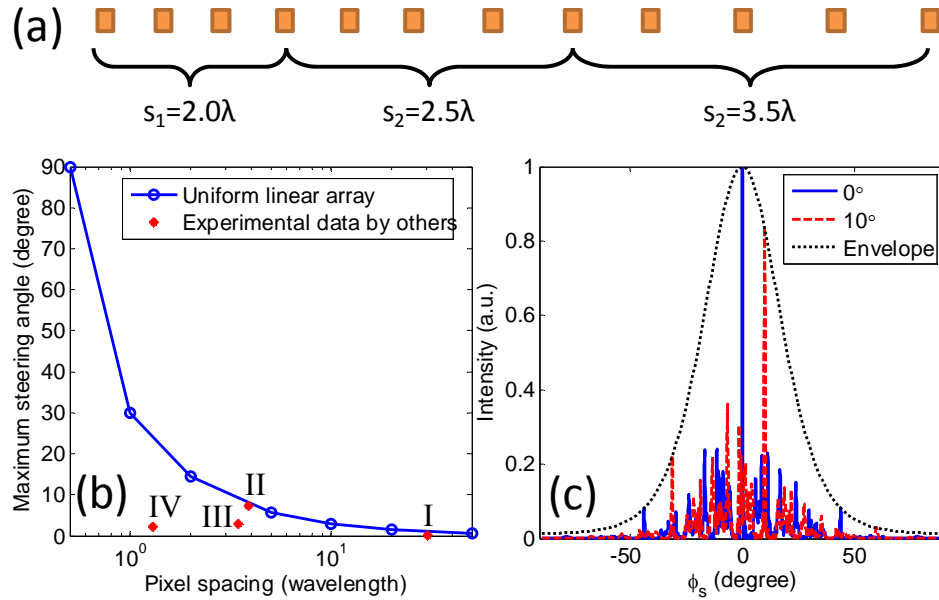 (a)
s₁=2.0λ
s₂=2.5λ
s₂=3.5λ
Maximum steering angle (degree)
90
80
70
60
50
40
30
20
10
0
Uniform linear array
Experimental data by others
(b)
IV
III
II
I
10⁰
10¹
Pixel spacing (wavelength)
Intensity (a.u.)
1
0.8
0.6
0.4
0.2
0
0°
10°
Envelope
(c)
-50
0
50
ϕₛ (degree)